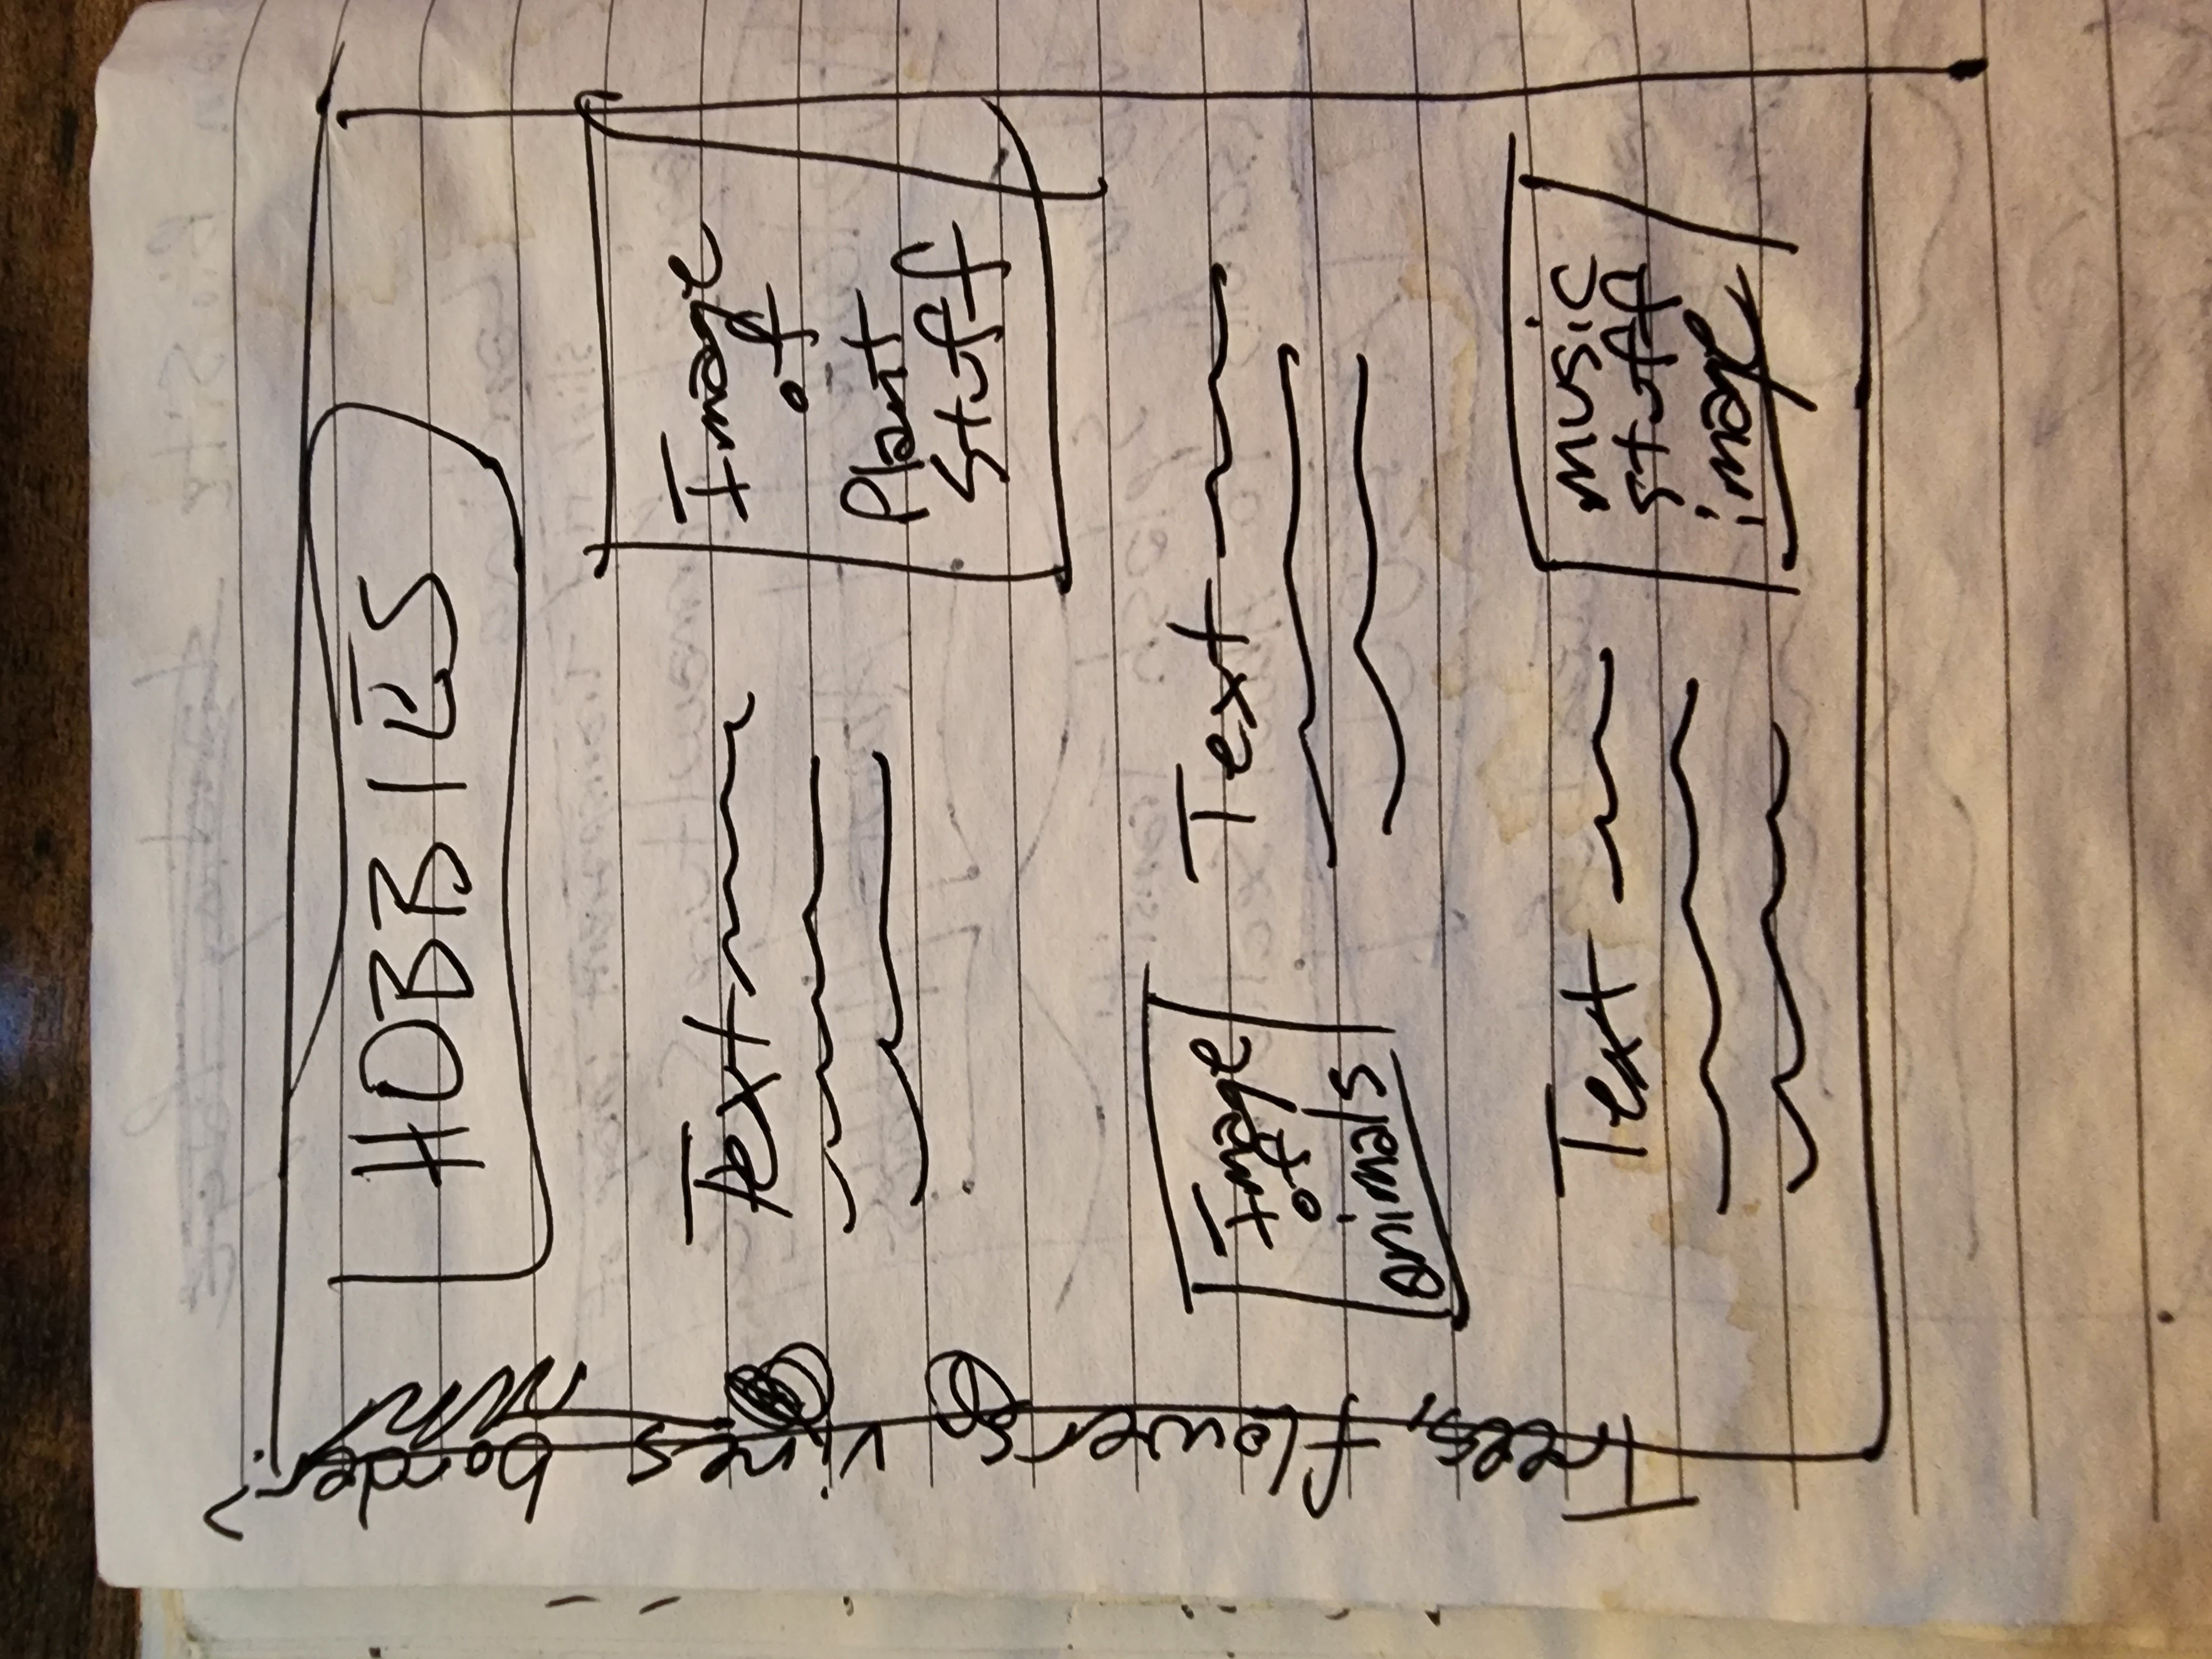 HOBBIES
Trees, flowers vines border?
Text
Image
of
Plant
stuff
Image
of
animals
Text
Text
music
stuff
image